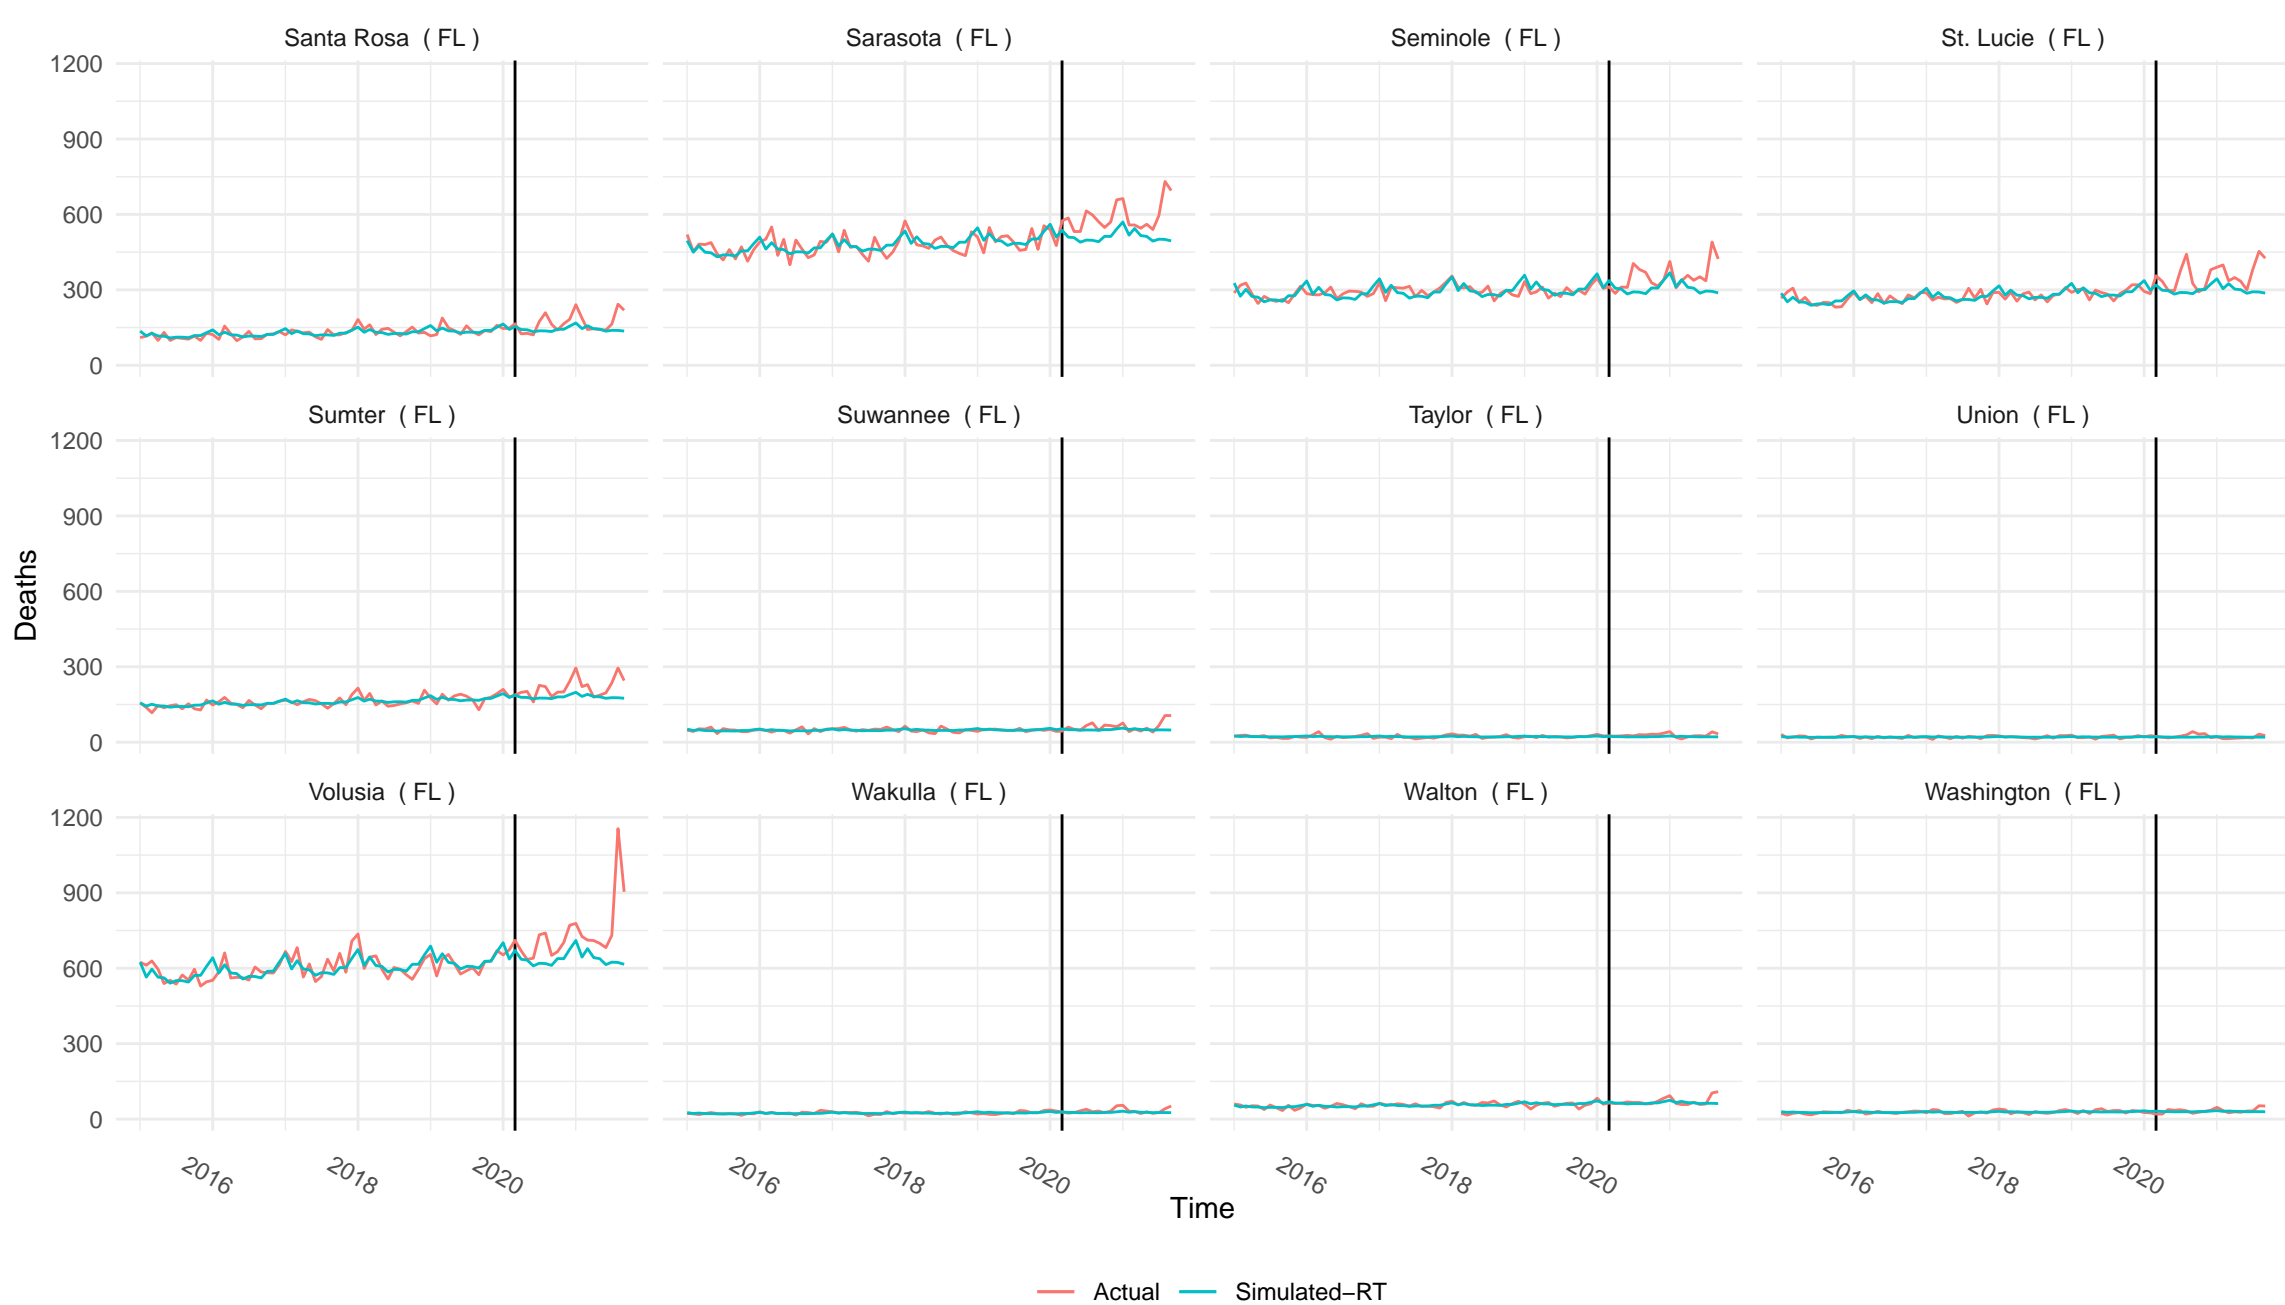 Santa Rosa ( FL )
Sarasota ( FL )
Seminole ( FL )
St. Lucie ( FL )
1200
900
600
300
0
Sumter ( FL )
Suwannee ( FL )
Taylor ( FL )
Union ( FL )
1200
900
600
300
0
Deaths
Volusia ( FL )
Wakulla ( FL )
Walton ( FL )
Washington ( FL )
1200
900
600
300
0
2016 2018 2020
2016 2018 2020
2016 2018 2020
2016 2018 2020
Time
Actual
Simulated−RT